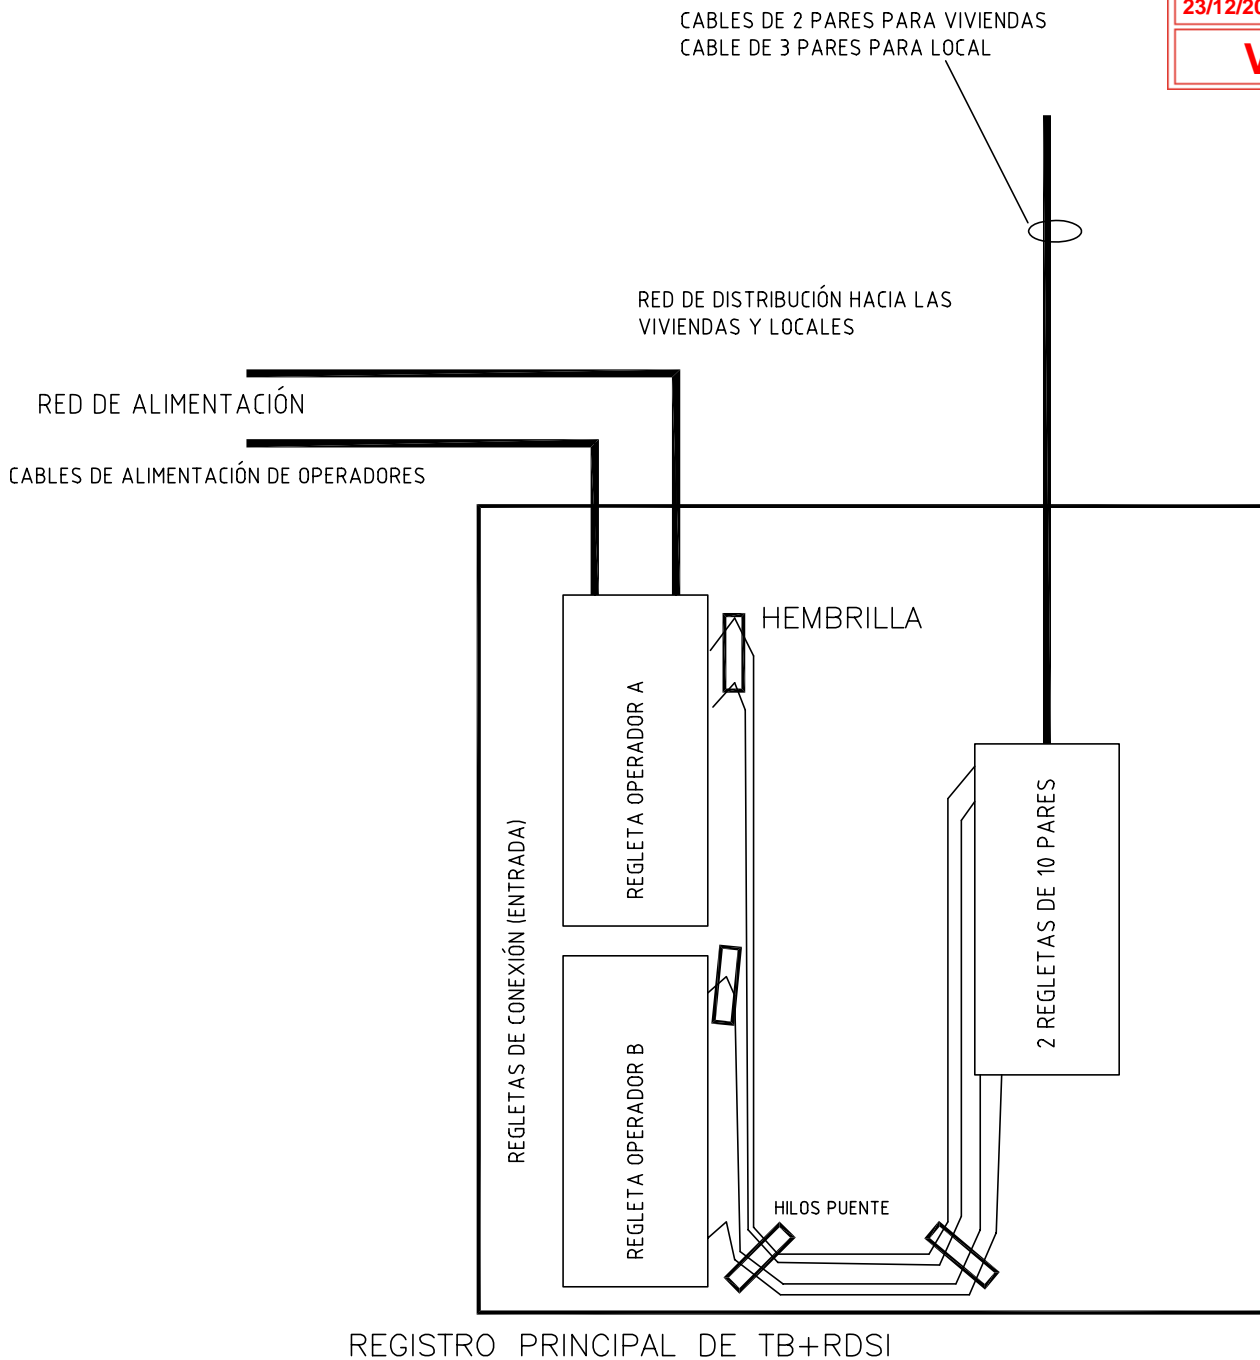 CABLES DE 2 PARES PARA VIVIENDAS
CABLE DE 3 PARES PARA LOCAL
RED DE DISTRIBUCIÓN HACIA LAS
VIVIENDAS Y LOCALES
RED DE ALIMENTACIÓN
CABLES DE ALIMENTACIÓN DE OPERADORES
HEMBRILLA
REGLETA OPERADOR A
REGLETAS DE CONEXIÓN (ENTRADA)
2 REGLETAS DE 10 PARES
REGLETA OPERADOR B
HILOS PUENTE
REGISTRO PRINCIPAL DE TB+RDSI